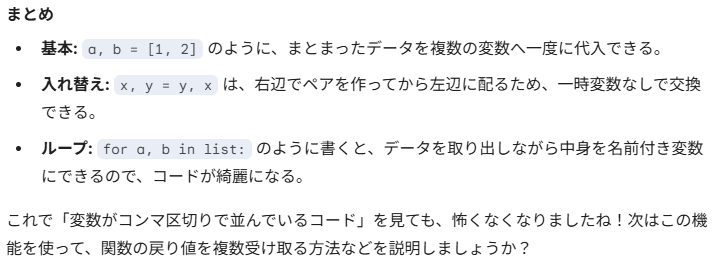 まとめ
• 基本: a, b = [1, 2] のように、まとまったデータを複数の変数へ一度に代入できる。
• 入れ替え: x, y = y, x は、右辺でペアを作ってから左辺に配るため、一時変数なしで交換
できる。
• ループ: for a, b in list: のように書くと、データを取り出しながら中身を名前付き変数
にできるので、コードが綺麗になる。
これで「変数がコンマ区切りで並んでいるコード」を見ても、怖くなくなりましたね！次はこの機
能を使って、関数の戻り値を複数受け取る方法などを説明しましょうか？